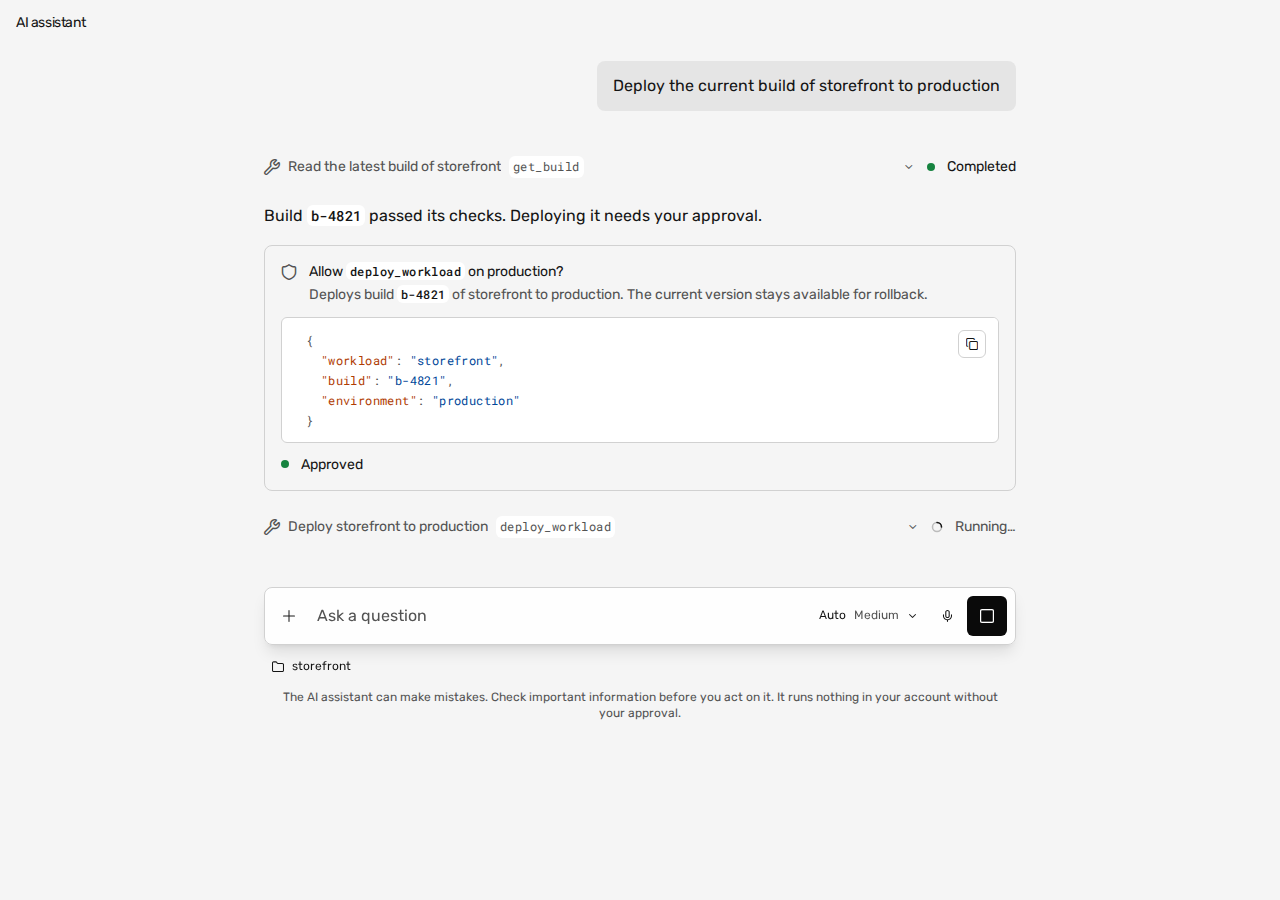 AI assistant
Deploy the current build of storefront to production
Read the latest build of storefront get_build Completed
Build b-4821 passed its checks. Deploying it needs your approval.
Allow deploy_workload on production?
Deploys build b-4821 of storefront to production. The current version stays available for rollback.
{
"workload": "storefront",
"build": "b-4821",
"environment": "production"
}
Approved
Deploy storefront to production deploy_workload Running…
Ask a question Auto Medium
storefront
The AI assistant can make mistakes. Check important information before you act on it. It runs nothing in your account without
your approval.